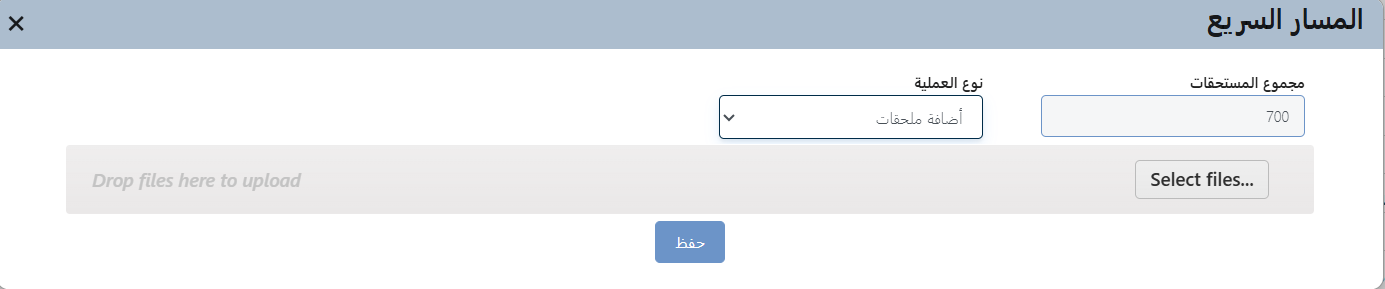 المسار السريع
مجموع المستحقات
نوع العملية
700
أضافة ملحقات
Select files...
Drop files here to upload
حفظ